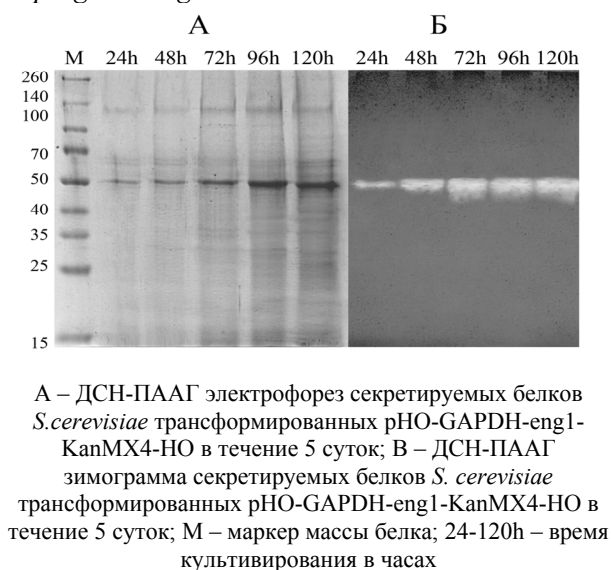 А Б
М 24h 48h 72h 96h 120h 24h 48h 72h 96h 120h
260
140
100
70
50
40
35
25
15
А – ДСН-ПААГ электрофорез секретируемых белков
S.cerevisiae трансформированных pHO-GAPDH-eng1-
KanMX4-HO в течение 5 суток; В – ДСН-ПААГ
зимограмма секретируемых белков S. cerevisiae
трансформированных pHO-GAPDH-eng1-KanMX4-HO в
течение 5 суток; М – маркер массы белка; 24-120h – время
культивирования в часах